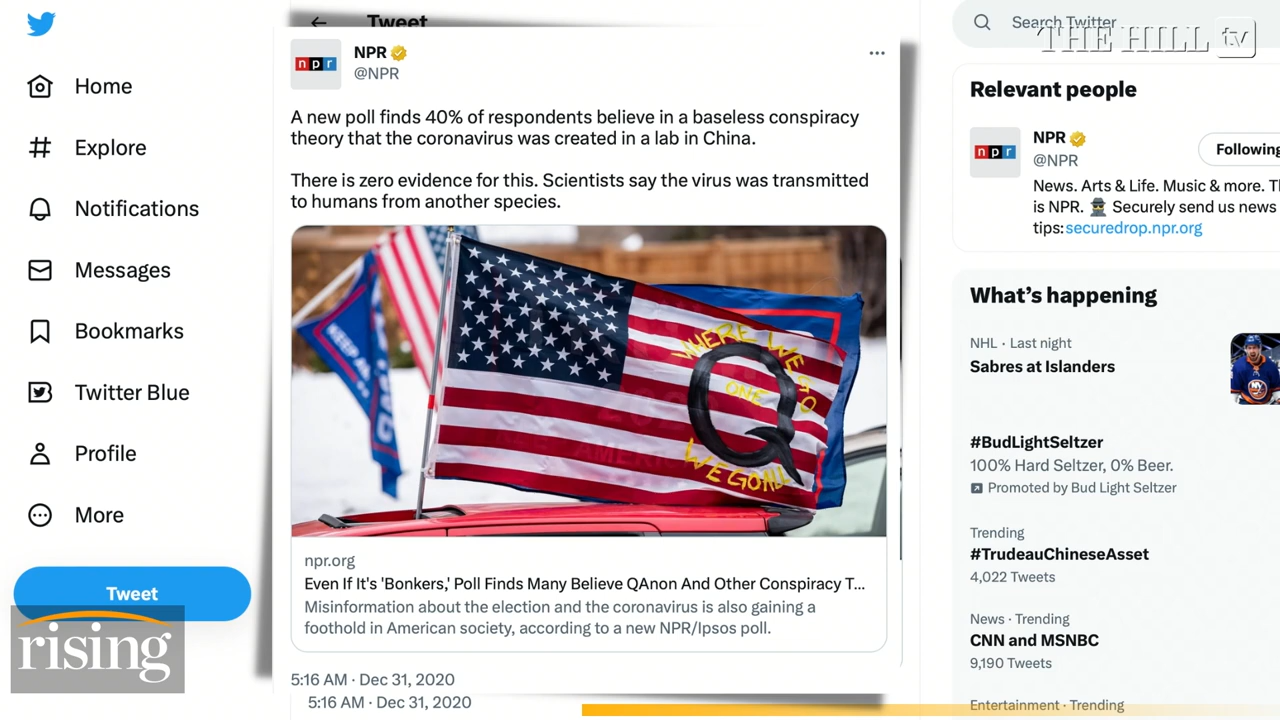 Tweet
Search Twitter
THE HILL tv
Home
Explore
Notifications
Messages
Bookmarks
Twitter Blue
Profile
More
Tweet
rising
npr
NPR
@NPR
A new poll finds 40% of respondents believe in a baseless conspiracy
theory that the coronavirus was created in a lab in China.
There is zero evidence for this. Scientists say the virus was transmitted
to humans from another species.
WHERE WE GO
ONE
Q
WE GO ALL
npr.org
Even If It's 'Bonkers,' Poll Finds Many Believe QAnon And Other Conspiracy T...
Misinformation about the election and the coronavirus is also gaining a
foothold in American society, according to a new NPR/Ipsos poll.
5:16 AM · Dec 31, 2020
5:16 AM · Dec 31, 2020
Relevant people
npr
NPR
@NPR
Following
News. Arts & Life. Music & more. T
is NPR. Securely send us news
tips: securedrop.npr.org
What's happening
NHL · Last night
Sabres at Islanders
#BudLightSeltzer
100% Hard Seltzer, 0% Beer.
Promoted by Bud Light Seltzer
Trending
#TrudeauChineseAsset
4,022 Tweets
News · Trending
CNN and MSNBC
9,190 Tweets
Entertainment · Trending